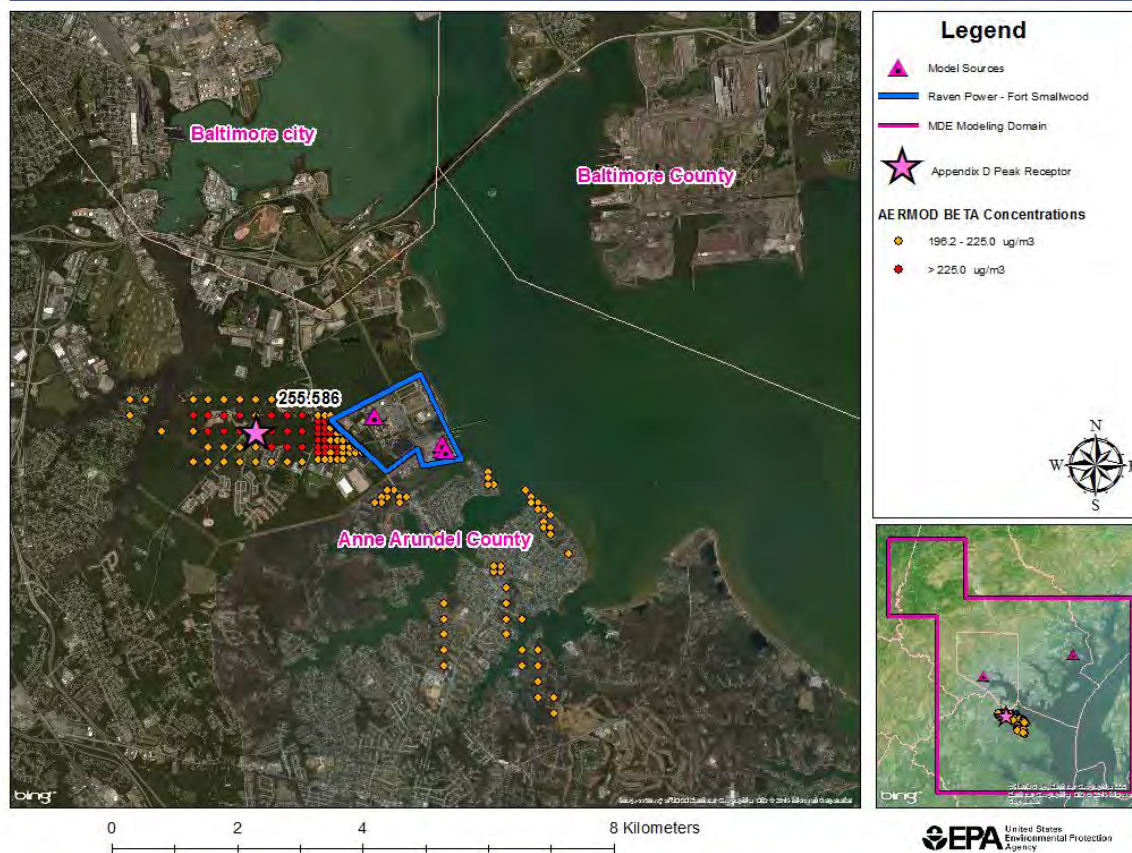 Baltimore city
Baltimore County
255.586
Anne Arundel County
bing
Legend
Model Sources
Raven Power - Fort Smallwood
MDE Modeling Domain
Appendix D Peak Receptor
AERMOD BETA Concentrations
196.2 - 225.0 ug/m3
> 225.0 ug/m3
N
W
E
S
bing
0 2 4 8 Kilometers
EPA United States
Environmental Protection
Agency